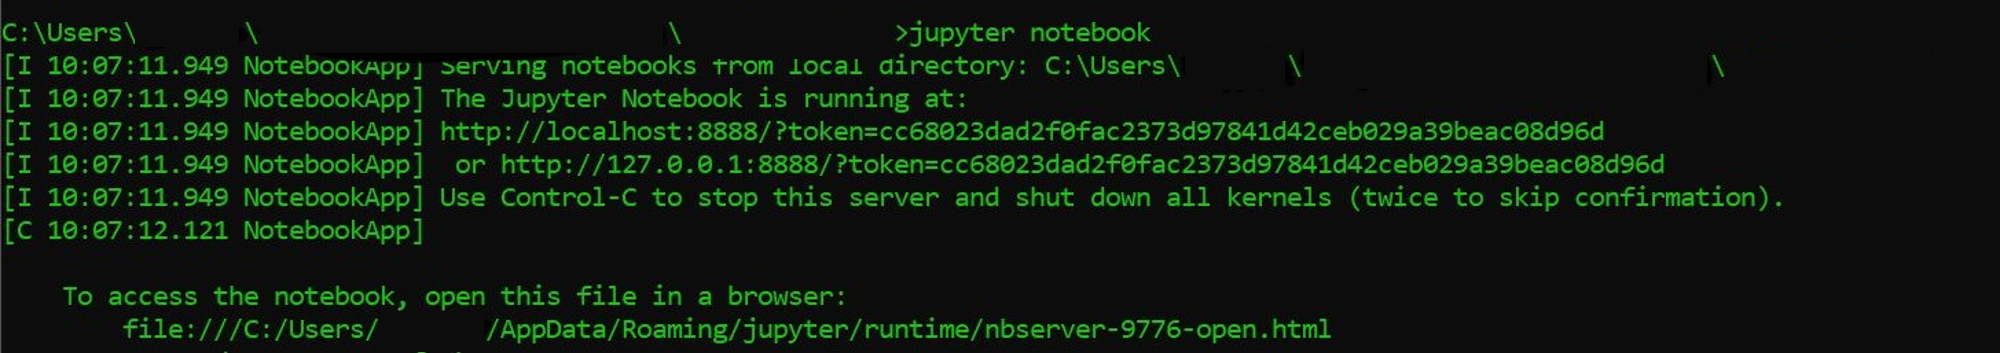 C:\Users\ \ \ >jupyter notebook
[I 10:07:11.949 NotebookApp] Serving notebooks from local directory: C:\Users\ \ \
[I 10:07:11.949 NotebookApp] The Jupyter Notebook is running at:
[I 10:07:11.949 NotebookApp] http://localhost:8888/?token=cc68023dad2f0fac2373d97841d42ceb029a39beac08d96d
[I 10:07:11.949 NotebookApp]  or http://127.0.0.1:8888/?token=cc68023dad2f0fac2373d97841d42ceb029a39beac08d96d
[I 10:07:11.949 NotebookApp] Use Control-C to stop this server and shut down all kernels (twice to skip confirmation).
[C 10:07:12.121 NotebookApp]
To access the notebook, open this file in a browser:
file:///C:/Users/ /AppData/Roaming/jupyter/runtime/nbserver-9776-open.html